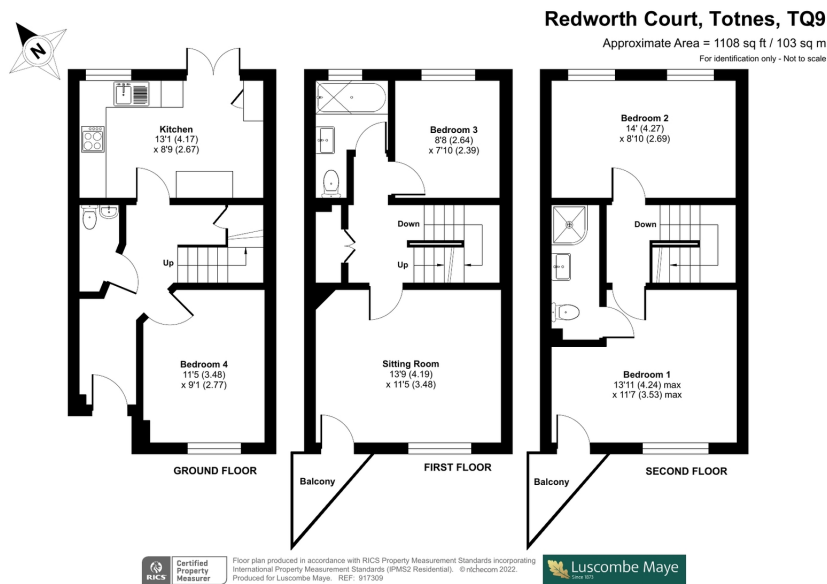 Redworth Court, Totnes, TQ9
Approximate Area = 1108 sq ft / 103 sq m
For identification only - Not to scale
N
Kitchen
13'1 (4.17)
x 8'9 (2.67)
Up
Bedroom 4
11'5 (3.48)
x 9'1 (2.77)
GROUND FLOOR
Bedroom 3
8'8 (2.64)
x 7'10 (2.39)
Down
Up
Sitting Room
13'9 (4.19)
x 11'5 (3.48)
Balcony
FIRST FLOOR
Bedroom 2
14' (4.27)
x 8'10 (2.69)
Down
Bedroom 1
13'11 (4.24) max
x 11'7 (3.53) max
Balcony
SECOND FLOOR
RICS
Certified
Property
Measurer
Floor plan produced in accordance with RICS Property Measurement Standards incorporating
International Property Measurement Standards (IPMS2 Residential). © nichecom 2022.
Produced for Luscombe Maye. REF: 917309
Luscombe Maye
Since 1873